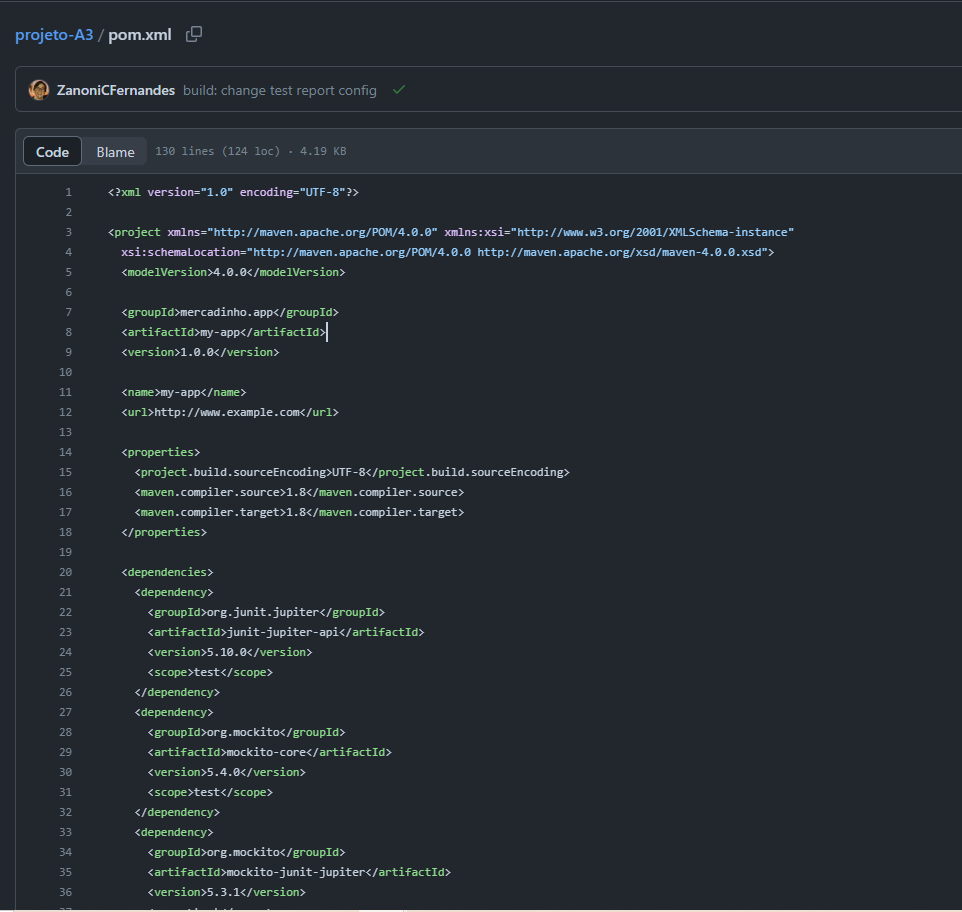 projeto-A3 / pom.xml
ZanoniCFernandes build: change test report config
Code Blame 130 lines (124 loc) · 4.19 KB
1 <?xml version="1.0" encoding="UTF-8"?>
2
3 <project xmlns="http://maven.apache.org/POM/4.0.0" xmlns:xsi="http://www.w3.org/2001/XMLSchema-instance"
4 xsi:schemaLocation="http://maven.apache.org/POM/4.0.0 http://maven.apache.org/xsd/maven-4.0.0.xsd">
5 <modelVersion>4.0.0</modelVersion>
6
7 <groupId>mercadinho.app</groupId>
8 <artifactId>my-app</artifactId>
9 <version>1.0.0</version>
10
11 <name>my-app</name>
12 <url>http://www.example.com</url>
13
14 <properties>
15 <project.build.sourceEncoding>UTF-8</project.build.sourceEncoding>
16 <maven.compiler.source>1.8</maven.compiler.source>
17 <maven.compiler.target>1.8</maven.compiler.target>
18 </properties>
19
20 <dependencies>
21 <dependency>
22 <groupId>org.junit.jupiter</groupId>
23 <artifactId>junit-jupiter-api</artifactId>
24 <version>5.10.0</version>
25 <scope>test</scope>
26 </dependency>
27 <dependency>
28 <groupId>org.mockito</groupId>
29 <artifactId>mockito-core</artifactId>
30 <version>5.4.0</version>
31 <scope>test</scope>
32 </dependency>
33 <dependency>
34 <groupId>org.mockito</groupId>
35 <artifactId>mockito-junit-jupiter</artifactId>
36 <version>5.3.1</version>